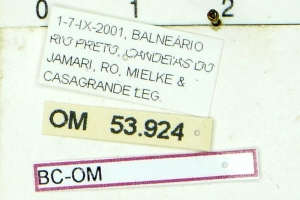 0 1 2
1-7-IX-2001, BALNEÁRIO
RIO PRETO, CANDEIAS DO
JAMARI, RO, MIELKE &
CASAGRANDE LEG.
OM 53.924
BC-OM